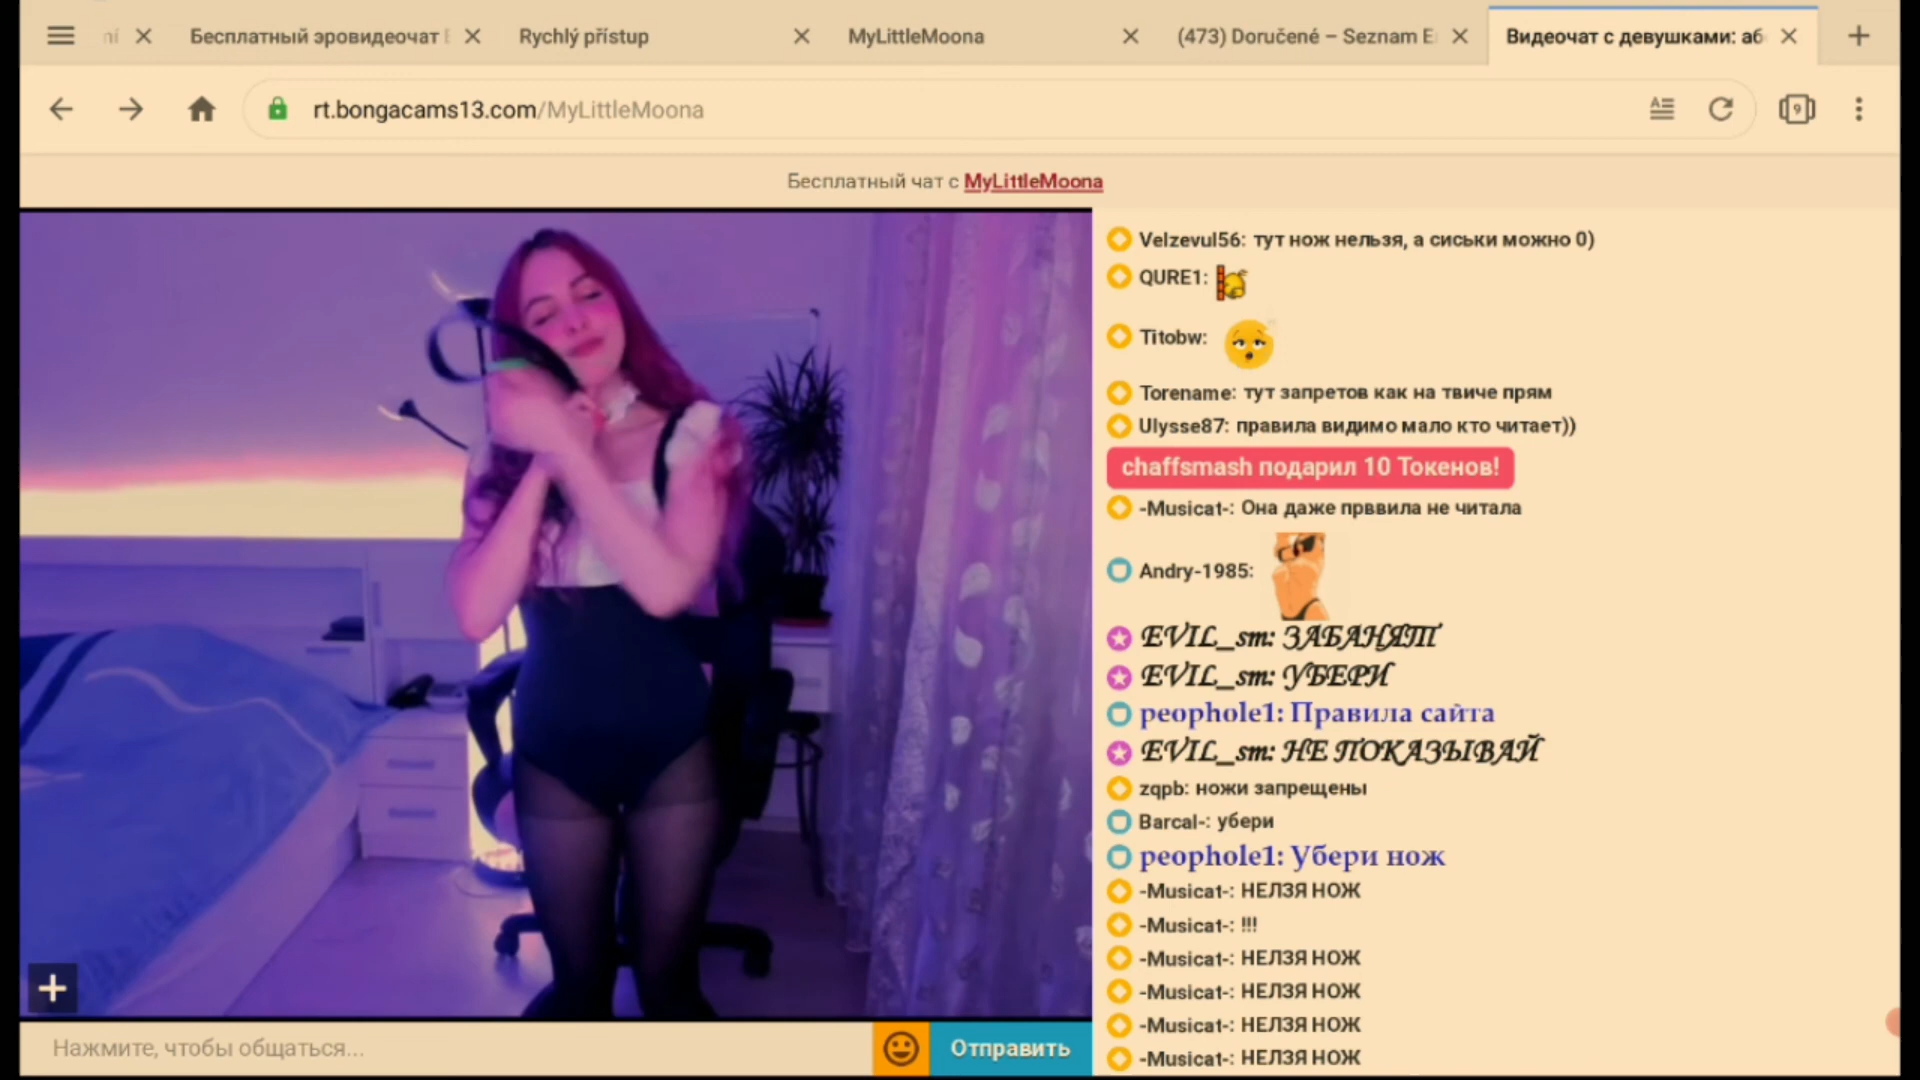 ní
Бесплатный эровидеочат
Rychlý přístup
MyLittleMoona
(473) Doručené – Seznam E
Видеочат с девушками: аб
rt.bongacams13.com/MyLittleMoona
9
Бесплатный чат с MyLittleMoona
Velzevul56: тут нож нельзя, а сиськи можно 0)
QURE1:
Titobw:
Torename: тут запретов как на твиче прям
Ulysse87: правила видимо мало кто читает))
chaffsmash подарил 10 Токенов!
-Musicat-: Она даже прввила не читала
Andry-1985:
EVIL_sm: ЗАБАНЯТ
EVIL_sm: УБЕРИ
peophole1: Правила сайта
EVIL_sm: НЕ ПОКАЗЫВАЙ
zqpb: ножи запрещены
Barcal-: убери
peophole1: Убери нож
-Musicat-: НЕЛЗЯ НОЖ
-Musicat-: !!!
-Musicat-: НЕЛЗЯ НОЖ
-Musicat-: НЕЛЗЯ НОЖ
-Musicat-: НЕЛЗЯ НОЖ
-Musicat-: НЕЛЗЯ НОЖ
Нажмите, чтобы общаться...
Отправить